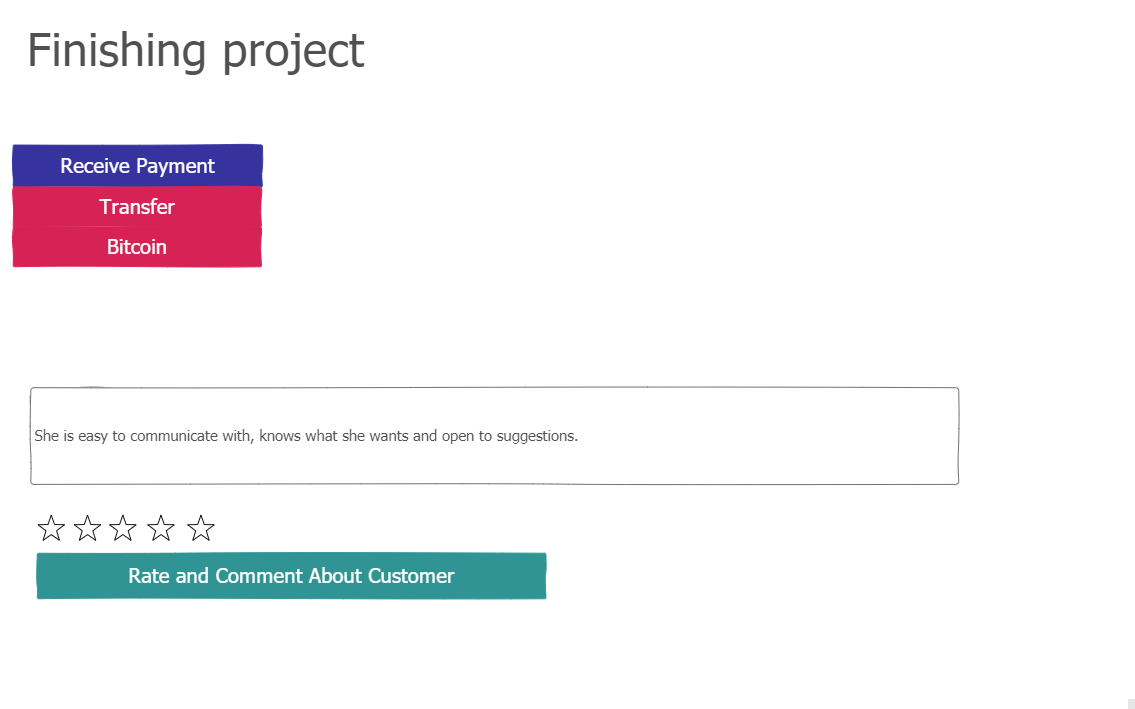 Finishing project
Receive Payment
Transfer
Bitcoin
She is easy to communicate with, knows what she wants and open to suggestions.
Rate and Comment About Customer